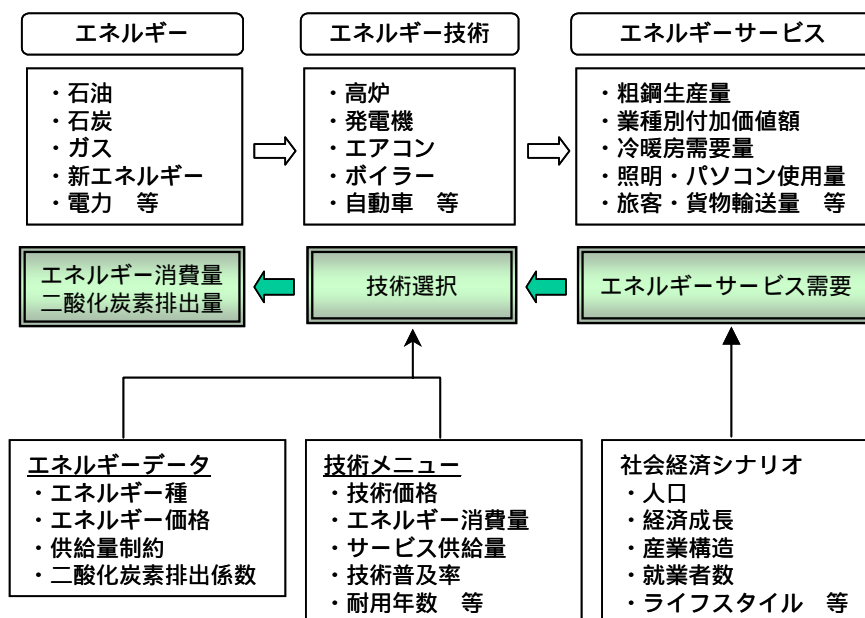 エネルギー
エネルギー技術
エネルギーサービス
・石油
・石炭
・ガス
・新エネルギー
・電力　等
・高炉
・発電機
・エアコン
・ボイラー
・自動車　等
・粗鋼生産量
・業種別付加価値額
・冷暖房需要量
・照明・パソコン使用量
・旅客・貨物輸送量　等
エネルギー消費量
二酸化炭素排出量
技術選択
エネルギーサービス需要
エネルギーデータ
・エネルギー種
・エネルギー価格
・供給量制約
・二酸化炭素排出係数
技術メニュー
・技術価格
・エネルギー消費量
・サービス供給量
・技術普及率
・耐用年数　等
社会経済シナリオ
・人口
・経済成長
・産業構造
・就業者数
・ライフスタイル　等